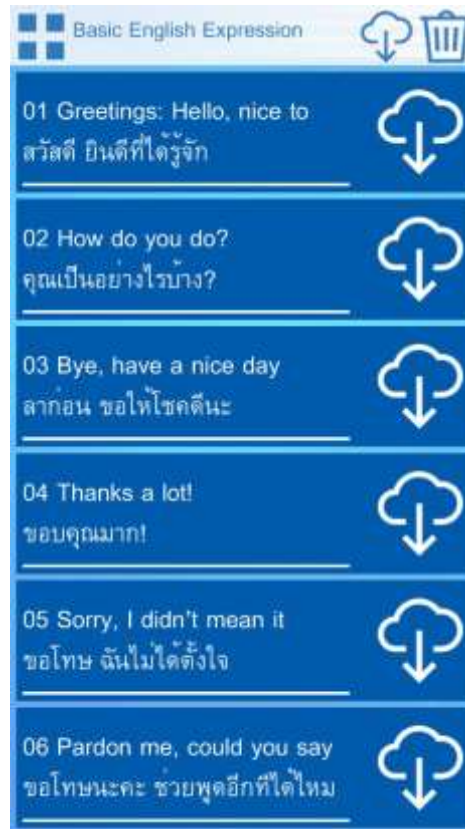 Basic English Expression
01 Greetings: Hello, nice to
สวัสดี ยินดีที่ได้รู้จัก
02 How do you do?
คุณเป็นอย่างไรบ้าง?
03 Bye, have a nice day
ลาก่อน ขอให้โชคดีนะ
04 Thanks a lot!
ขอบคุณมาก!
05 Sorry, I didn't mean it
ขอโทษ ฉันไม่ได้ตั้งใจ
06 Pardon me, could you say
ขอโทษนะคะ ช่วยพูดอีกทีได้ไหม